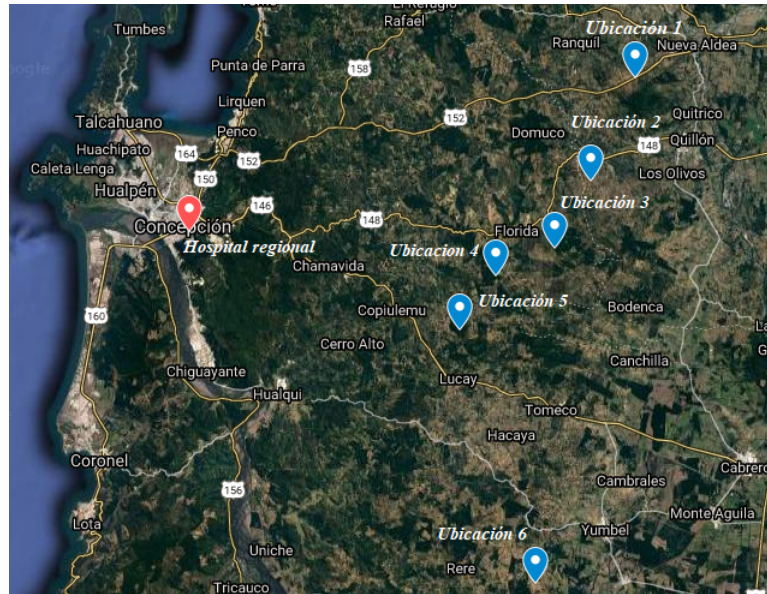 Tumbes
Rafael
Ubicación 1
Ranquil
Nueva Aldea
Punta de Parra
158
Lirquen
Talcahuano
Penco
152
Quitrico
Huachipato
164
152
Domuco
Ubicación 2
148
Quillón
Caleta Lenga
150
Los Olivos
Hualpén
146
148
Ubicación 3
Concepción
Florida
Hospital regional
Ubicacion 4
Chamavida
Ubicación 5
160
Copiulemu
Bodenca
Cerro Alto
Canchilla
Chiguayante
Hualqui
Lucay
Tomeco
Hacaya
Coronel
Cabrero
156
Cambrales
Lota
Monte Aguila
Ubicación 6
Yumbel
Uniche
Rere
Tricauco